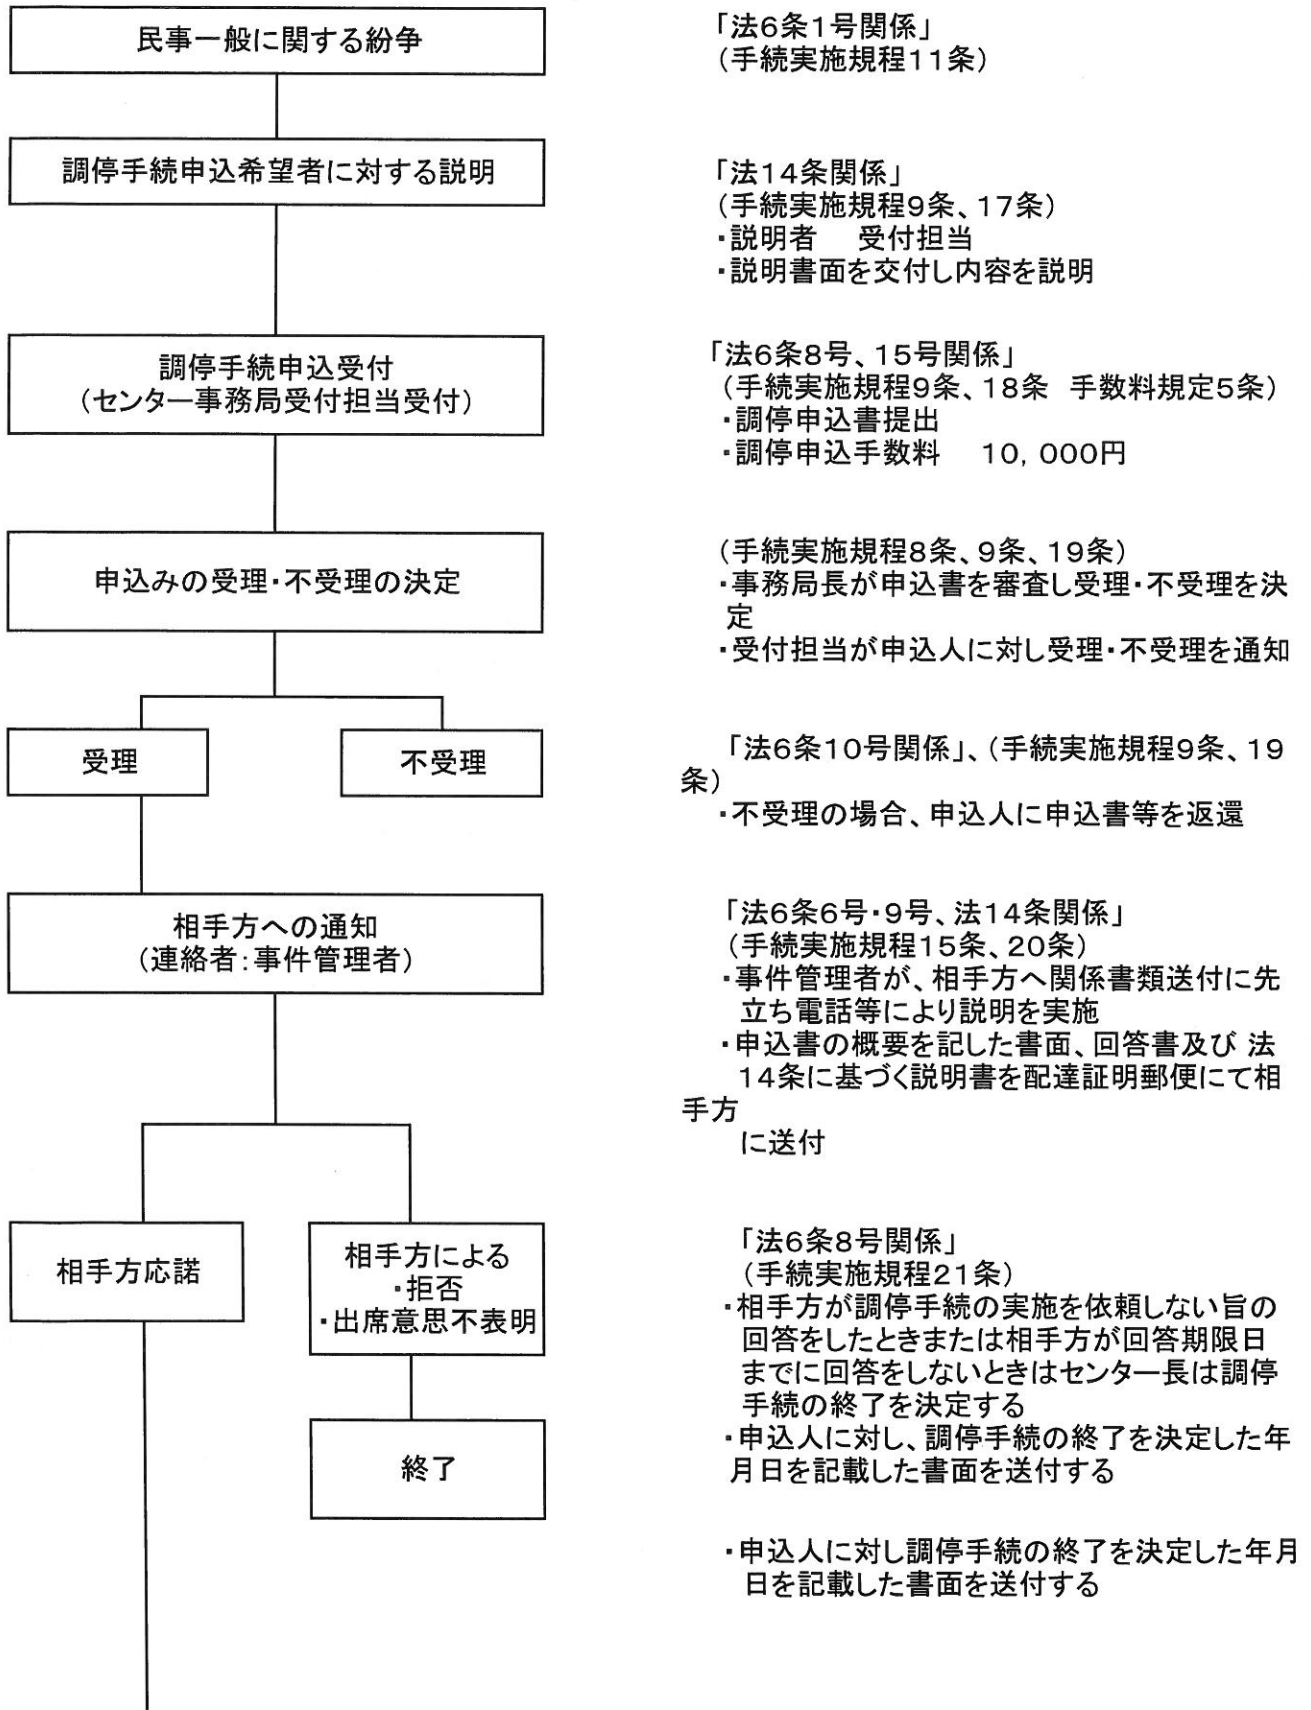 民事一般に関する紛争
「法6条1号関係」
(手続実施規程11条)
調停手続申込希望者に対する説明
「法14条関係」
(手続実施規程9条、17条)
・説明者　受付担当
・説明書面を交付し内容を説明
調停手続申込受付
(センター事務局受付担当受付)
「法6条8号、15号関係」
(手続実施規程9条、18条 手数料規定5条)
・調停申込書提出
・調停申込手数料　10,000円
申込みの受理・不受理の決定
(手続実施規程8条、9条、19条)
・事務局長が申込書を審査し受理・不受理を決
定
・受付担当が申込人に対し受理・不受理を通知
受理
不受理
「法6条10号関係」、(手続実施規程9条、19
条)
・不受理の場合、申込人に申込書等を返還
相手方への通知
(連絡者:事件管理者)
「法6条6号・9号、法14条関係」
(手続実施規程15条、20条)
・事件管理者が、相手方へ関係書類送付に先
立ち電話等により説明を実施
・申込書の概要を記した書面、回答書及び 法
14条に基づく説明書を配達証明郵便にて相
手方
に送付
相手方応諾
相手方による
・拒否
・出席意思不表明
終了
「法6条8号関係」
(手続実施規程21条)
・相手方が調停手続の実施を依頼しない旨の
回答をしたときまたは相手方が回答期限日
までに回答をしないときはセンター長は調停
手続の終了を決定する
・申込人に対し、調停手続の終了を決定した年
月日を記載した書面を送付する
・申込人に対し調停手続の終了を決定した年月
日を記載した書面を送付する